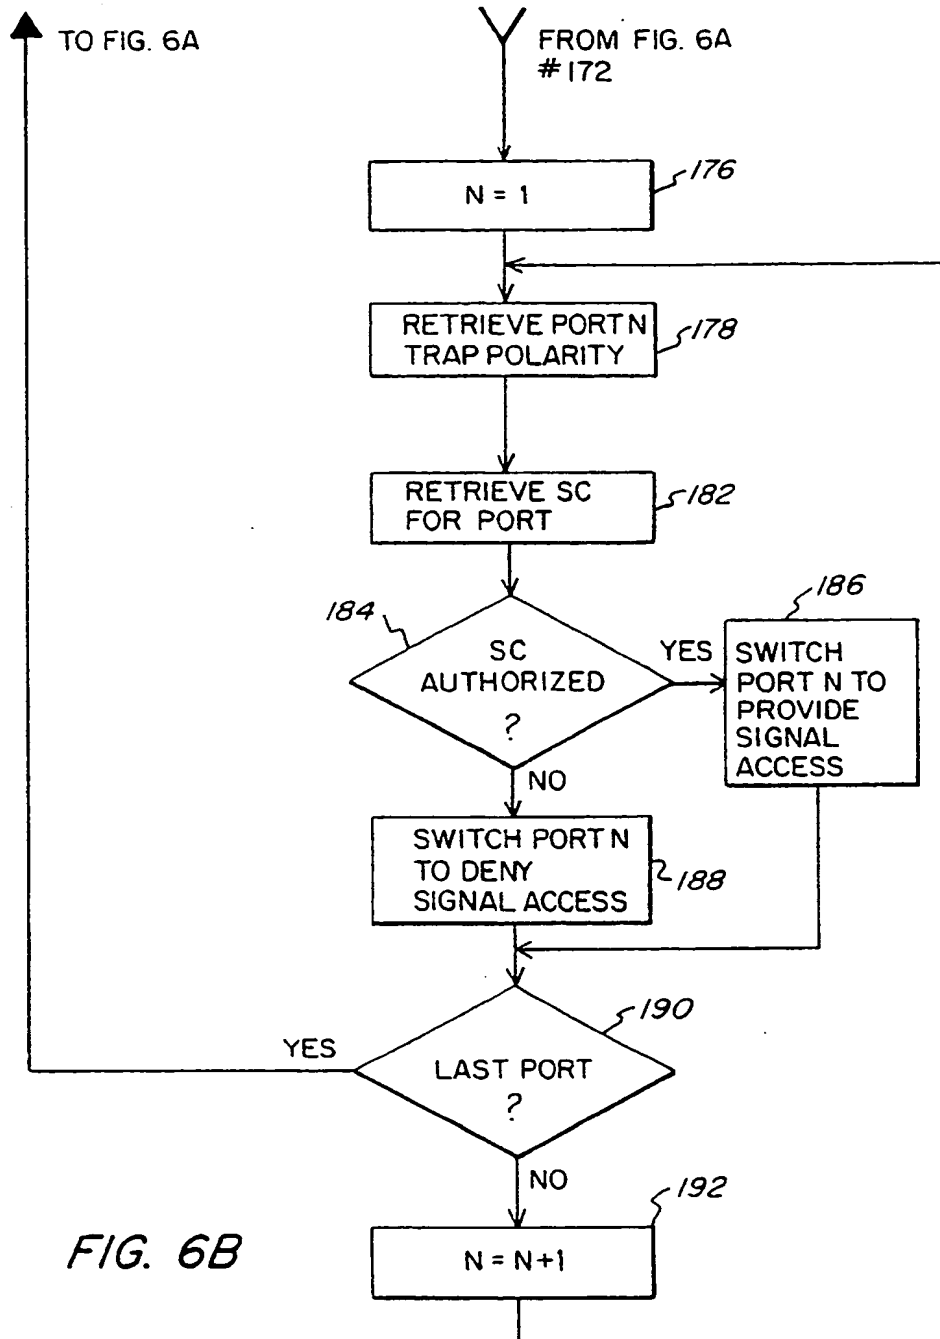 TO FIG. 6A
FROM FIG. 6A
#172
176
N = 1
RETRIEVE PORT N
TRAP POLARITY
178
RETRIEVE SC
FOR PORT
182
184
SC
AUTHORIZED
?
YES
186
SWITCH
PORT N TO
PROVIDE
SIGNAL
ACCESS
NO
SWITCH PORT N
TO DENY
SIGNAL ACCESS
188
190
YES
LAST PORT
?
NO
192
N = N+1
FIG. 6B